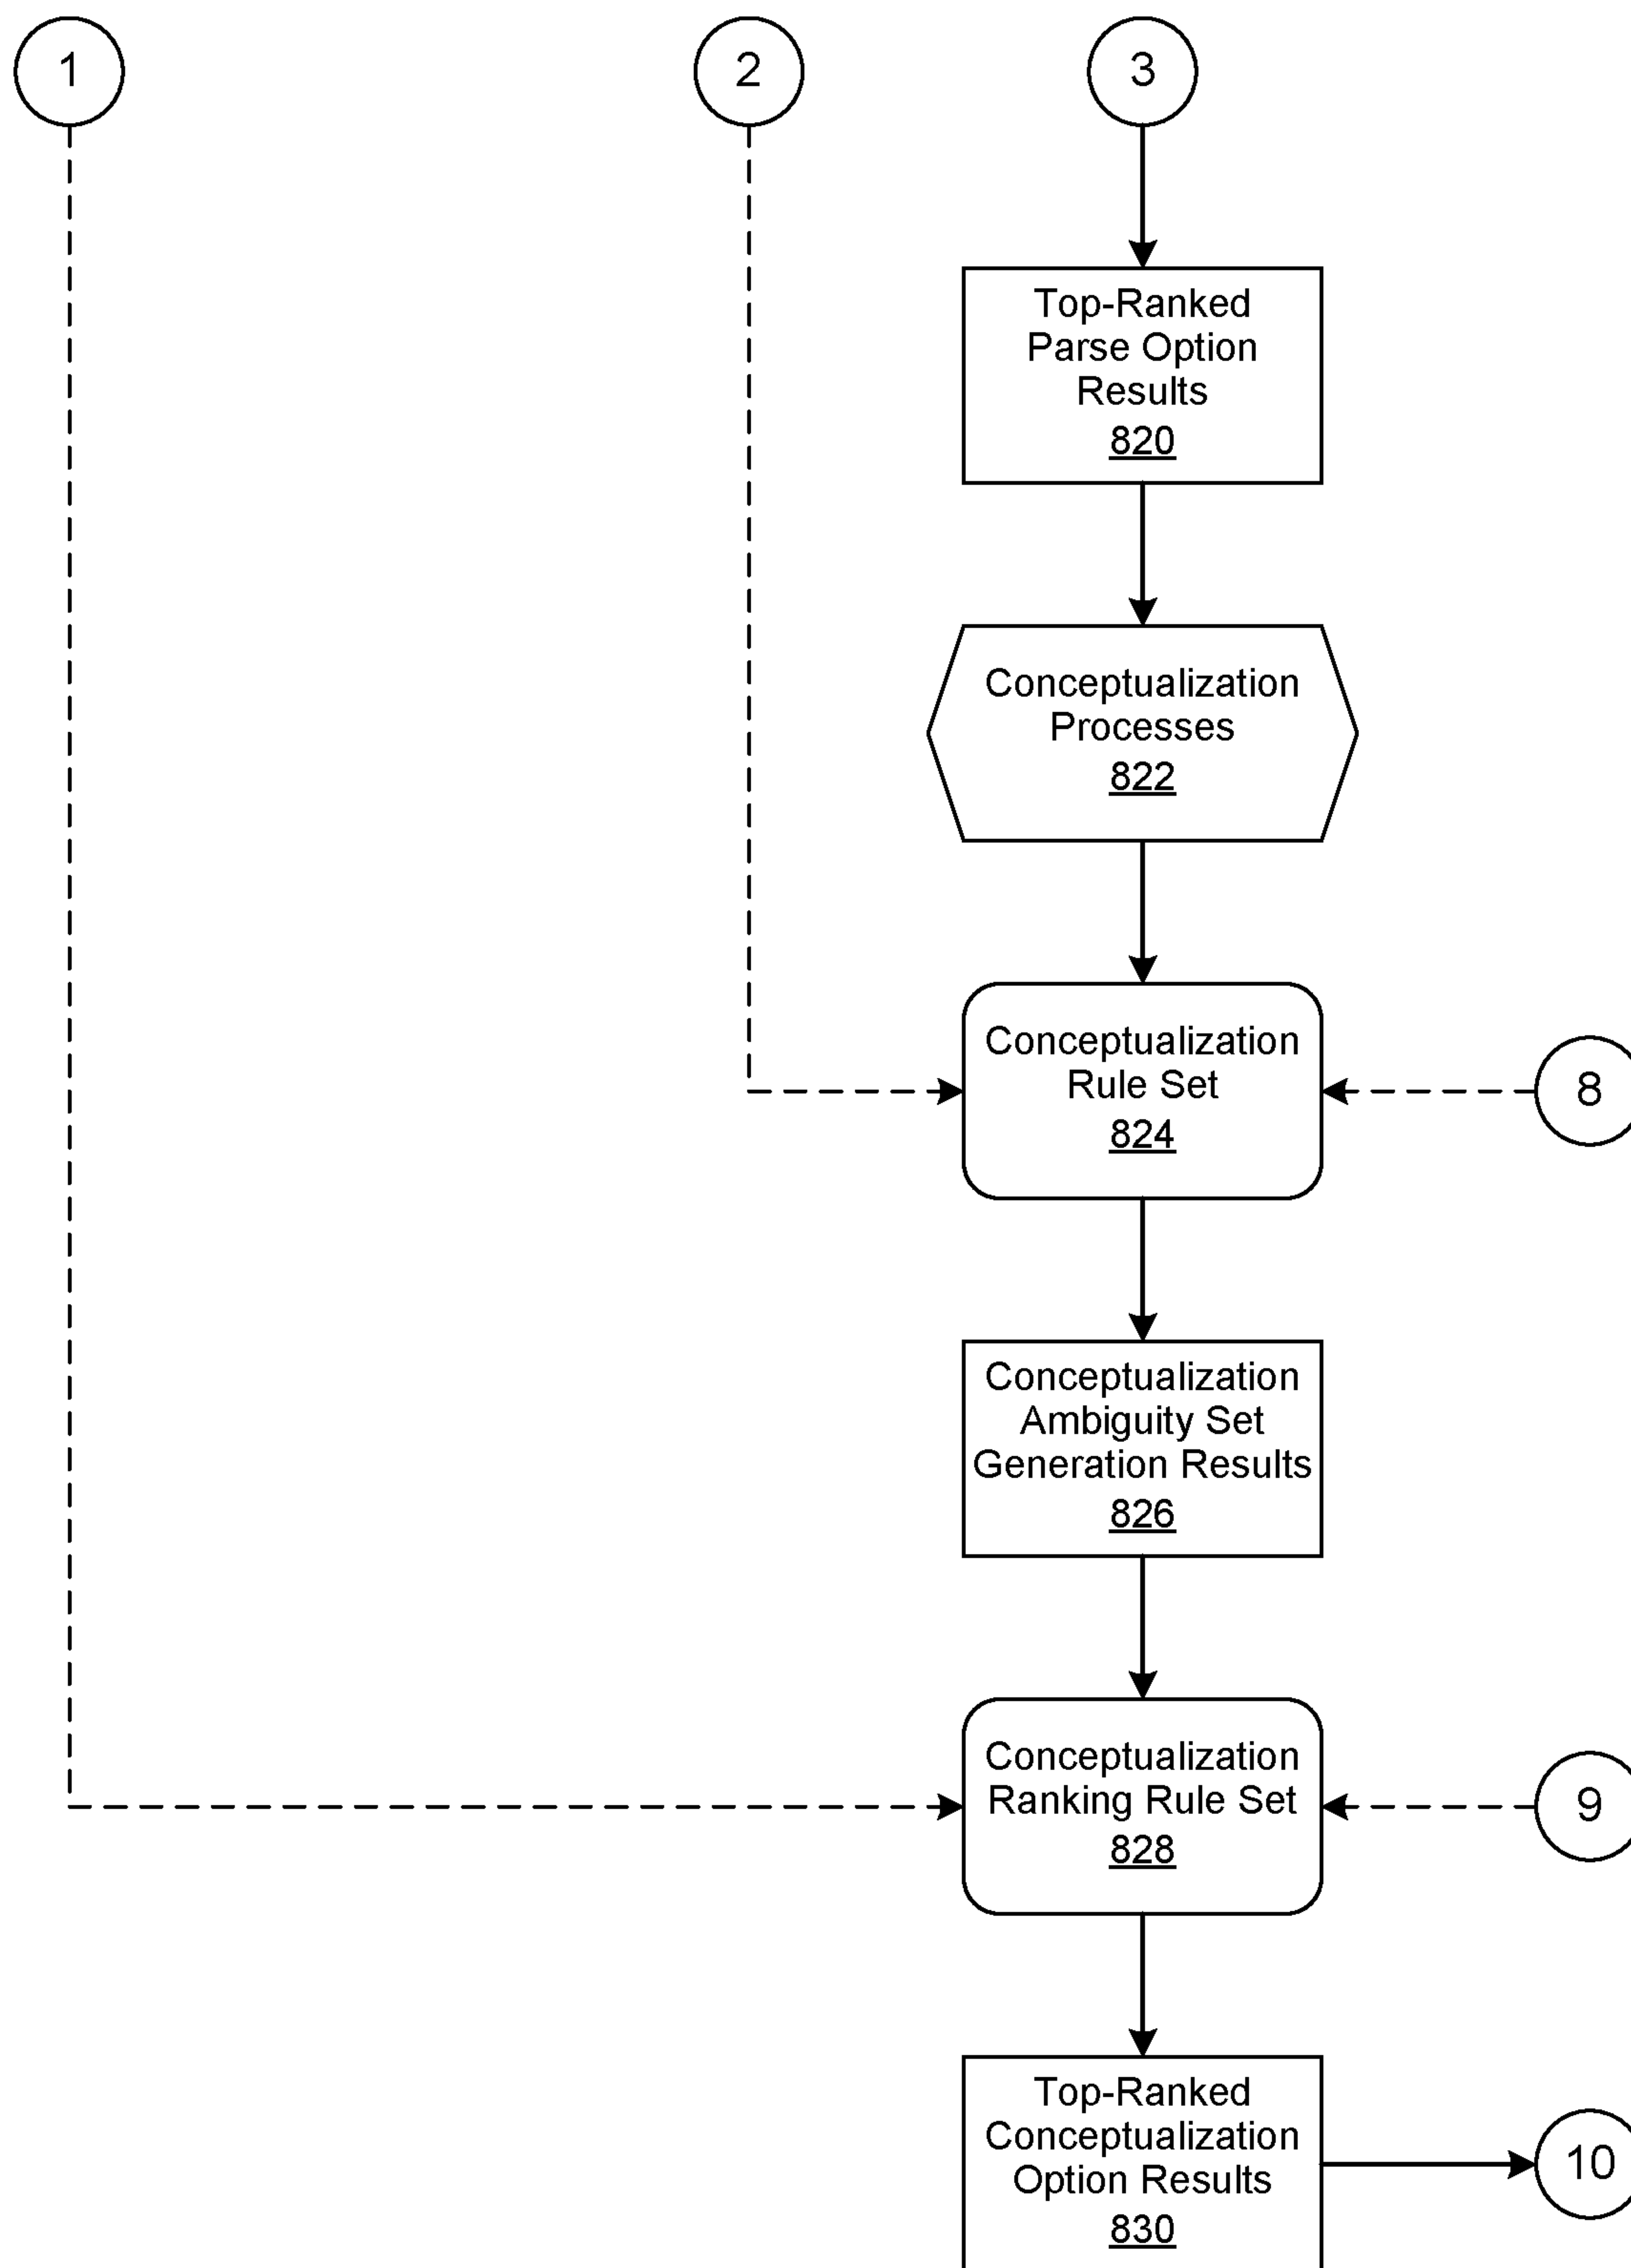 1
2
3
Top-Ranked
Parse Option
Results
820
Conceptualization
Processes
822
Conceptualization
Rule Set
824
8
Conceptualization
Ambiguity Set
Generation Results
826
Conceptualization
Ranking Rule Set
828
9
Top-Ranked
Conceptualization
Option Results
830
10